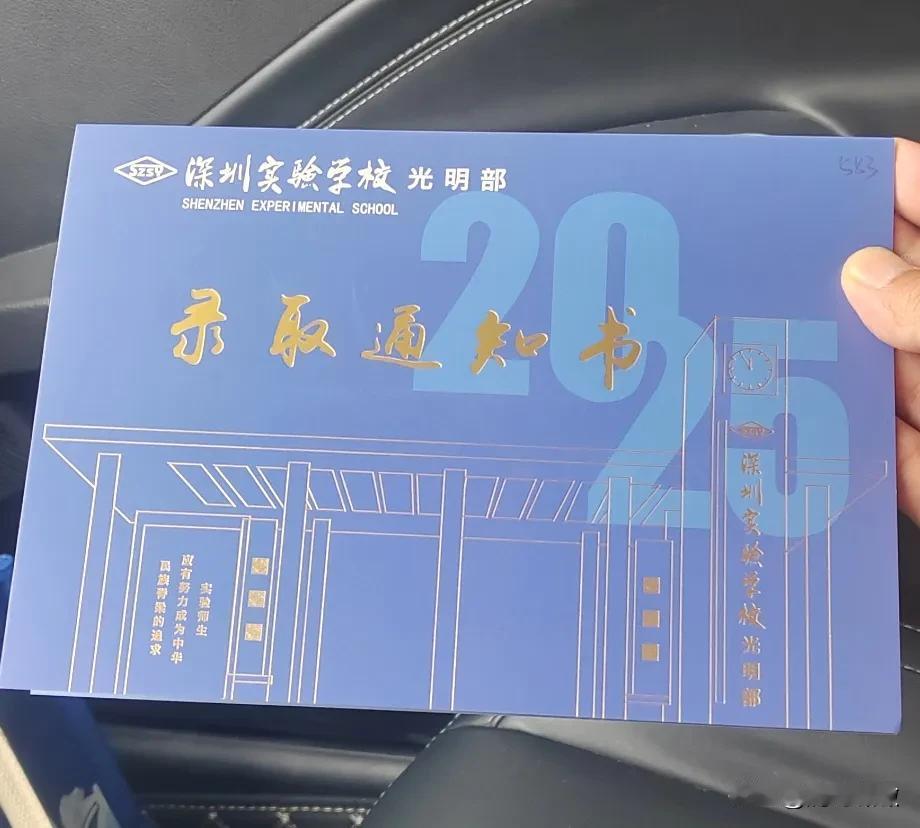 SZSY 深圳实验学校 光明部
SHENZHEN EXPERIMENTAL SCHOOL
583
2025
录取通知书
深圳实验学校光明部
实验师生
应有努力成为中华
民族脊梁的追求